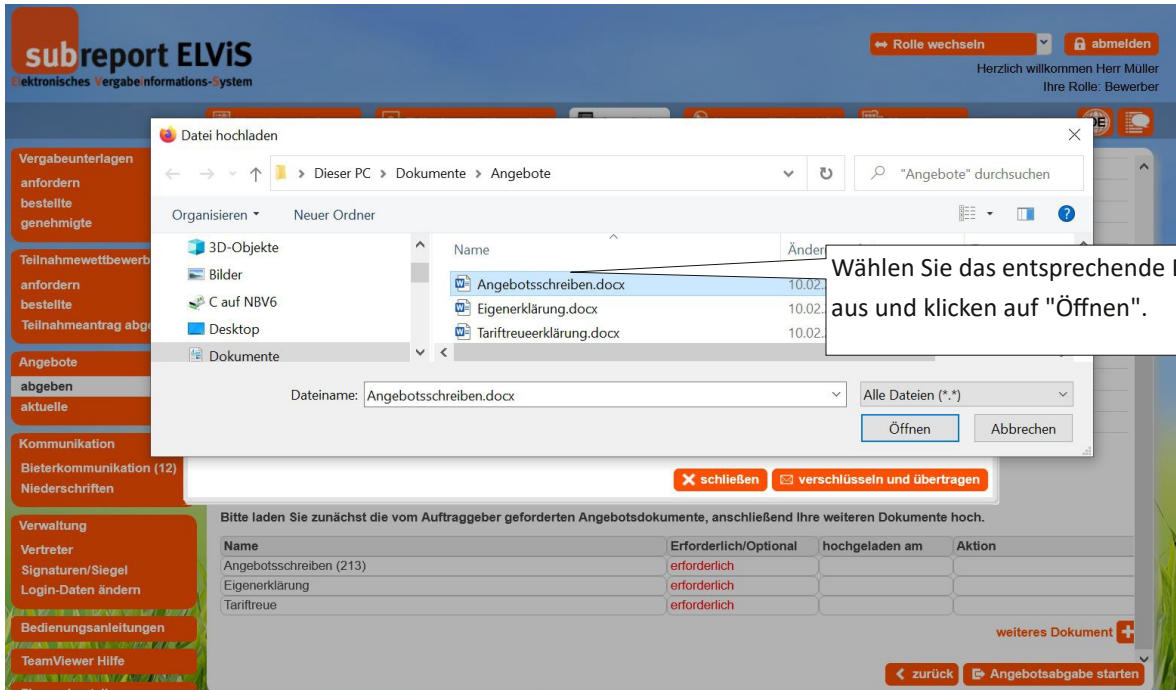 subreport ELViS
Elektronisches Vergabeinformations-System
Rolle wechseln
abmelden
Herzlich willkommen Herr Müller
Ihre Rolle: Bewerber
DE
Datei hochladen
Dieser PC > Dokumente > Angebote
"Angebote" durchsuchen
Organisieren
Neuer Ordner
3D-Objekte
Bilder
C auf NBV6
Desktop
Dokumente
Name
Angebotsschreiben.docx
10.02.
Eigenerklärung.docx
10.02.
Tariftreueerklärung.docx
10.02.
Wählen Sie das entsprechende
aus und klicken auf "Öffnen".
Dateiname:
Angebotsschreiben.docx
Alle Dateien (*.*)
Öffnen
Abbrechen
Vergabeunterlagen
anfordern
bestellte
genehmigte
Teilnahmewettbewerb
anfordern
bestellte
Teilnahmeantrag abge
Angebote
abgeben
aktuelle
Kommunikation
Bieterkommunikation (12)
Niederschriften
Verwaltung
Vertreter
Signaturen/Siegel
Login-Daten ändern
Bedienungsanleitungen
TeamViewer Hilfe
schließen
verschlüsseln und übertragen
Bitte laden Sie zunächst die vom Auftraggeber geforderten Angebotsdokumente, anschließend Ihre weiteren Dokumente hoch.
Name Erforderlich/Optional hochgeladen am Aktion
Angebotsschreiben (213) erforderlich
Eigenerklärung erforderlich
Tariftreue erforderlich
weiteres Dokument
zurück
Angebotsabgabe starten